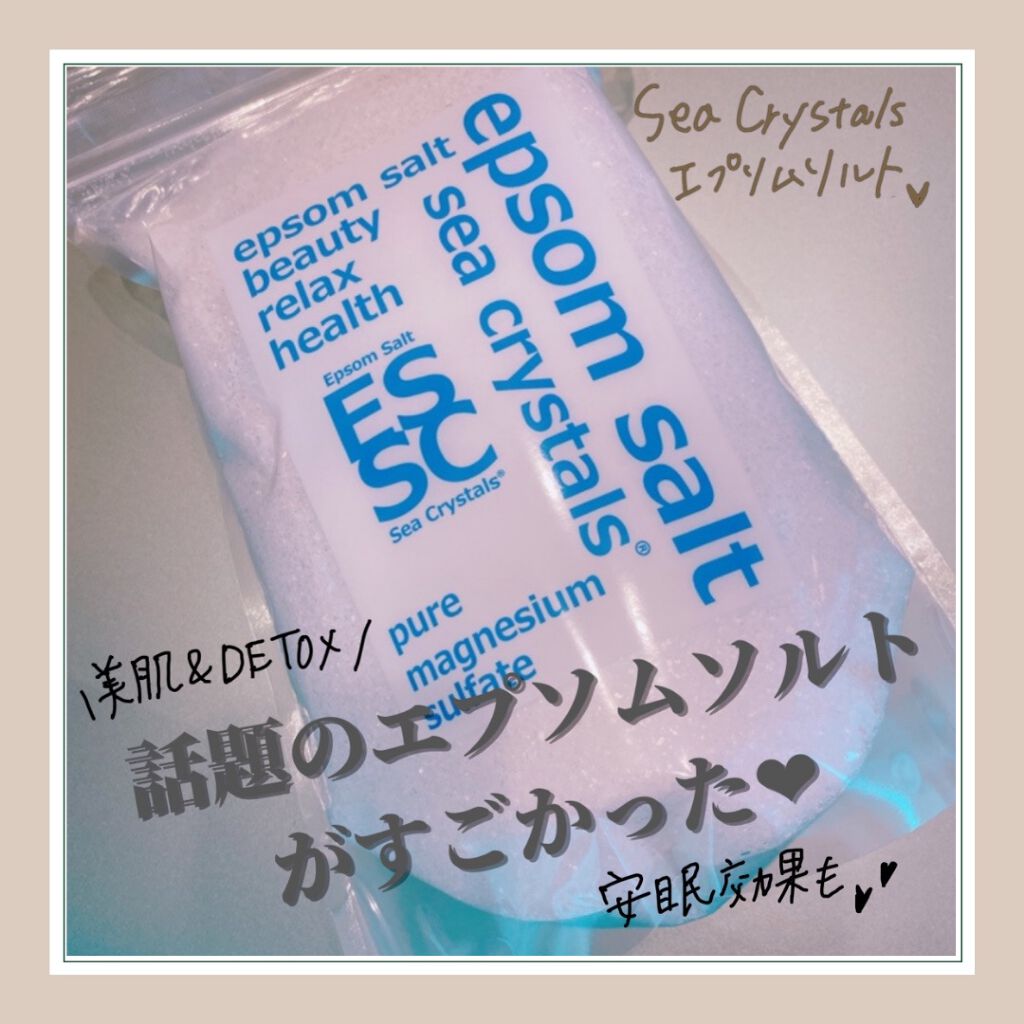 Sea Crystals
エプソムソルト
epsom salt
sea crystals®
epsom salt
beauty
relax
health
Epsom Salt
ES
SC
Sea Crystals®
pure
magnesium
sulfate
\美肌&DETOX/
話題のエプソムソルト
がすごかった❤
安眠効果も♥♥